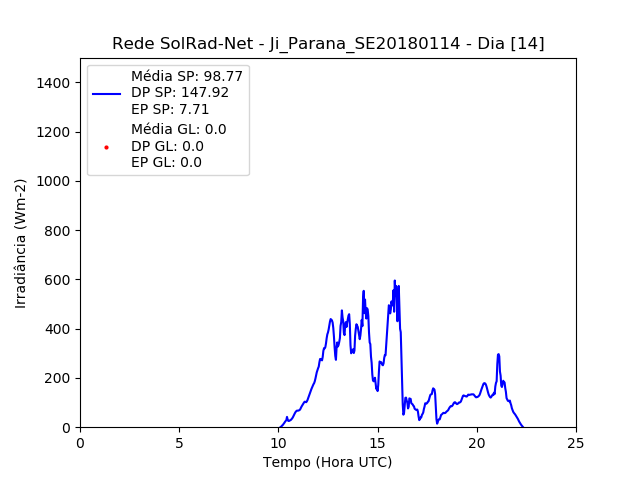 Rede SolRad-Net - Ji_Parana_SE20180114 - Dia [14]
Média SP: 98.77
DP SP: 147.92
EP SP: 7.71
Média GL: 0.0
DP GL: 0.0
EP GL: 0.0
1400
1200
1000
800
600
400
200
0
Irradiância (Wm-2)
0 5 10 15 20 25
Tempo (Hora UTC)